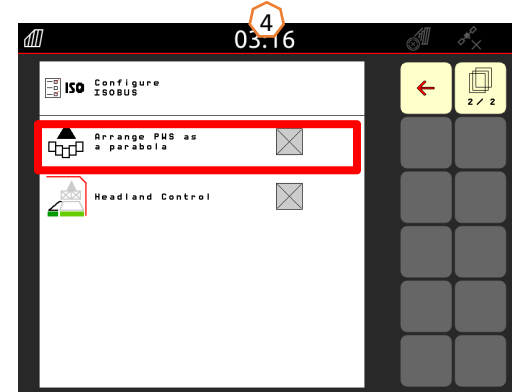 4
03:16
ISO Configure
ISOBUS
2 / 2
Arrange PWS as
a parabola
Headland Control